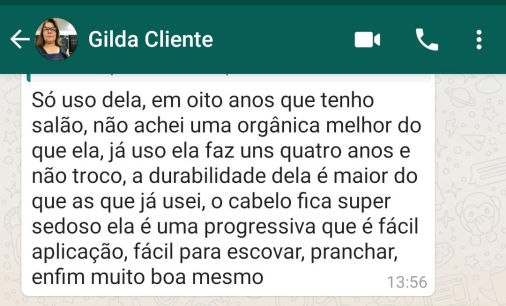 Gilda Cliente
Só uso dela, em oito anos que tenho
salão, não achei uma orgânica melhor do
que ela, já uso ela faz uns quatro anos e
não troco, a durabilidade dela é maior do
que as que já usei, o cabelo fica super
sedoso ela é uma progressiva que é fácil
aplicação, fácil para escovar, pranchar,
enfim muito boa mesmo
13:56